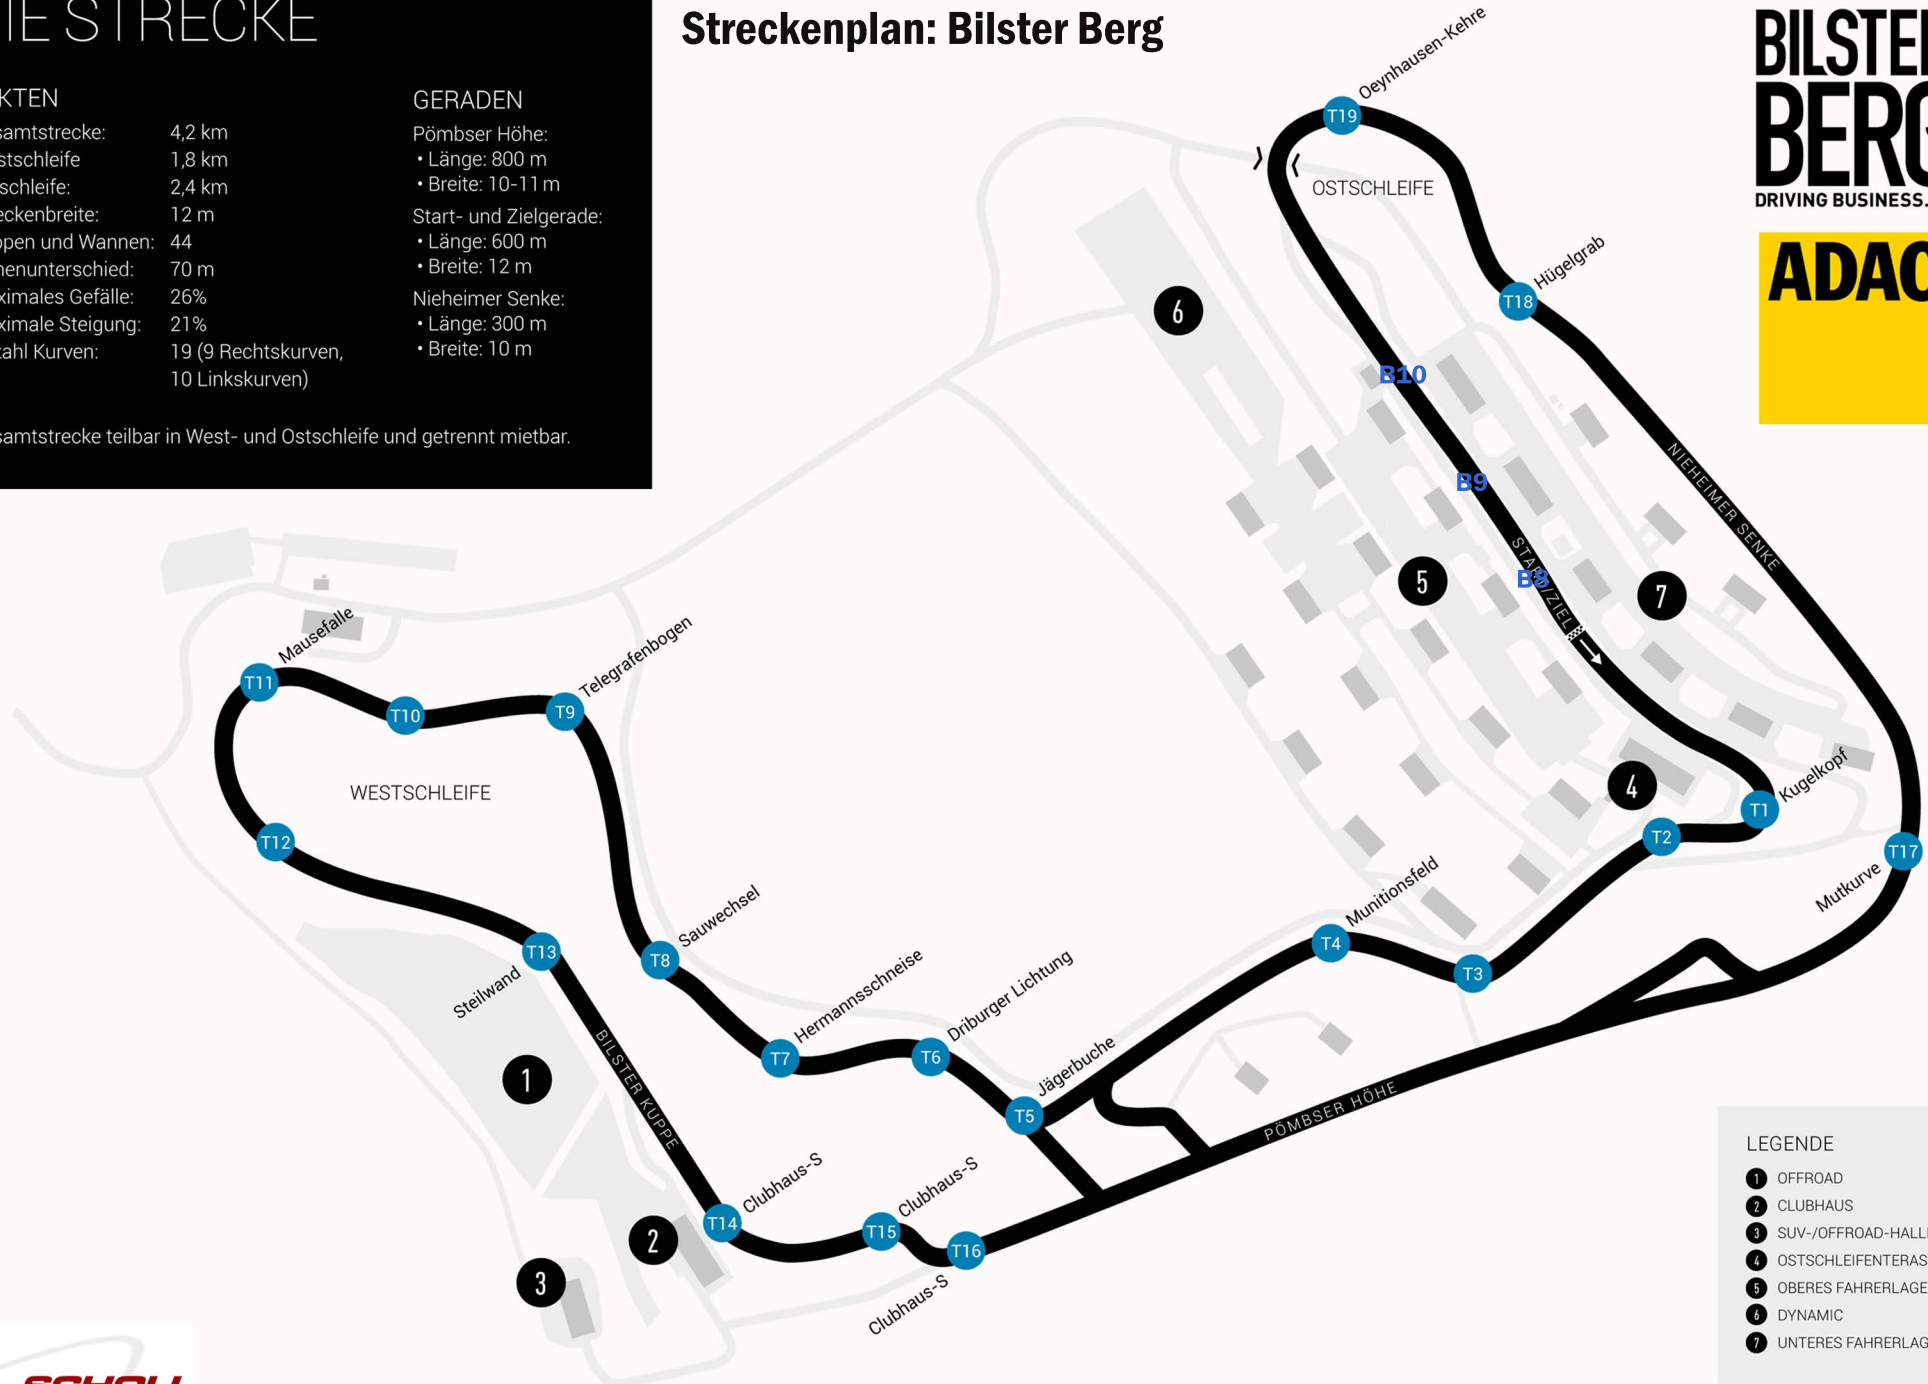 IE STRECKE
Streckenplan: Bilster Berg
KTEN
samtstrecke: 4,2 km
stschleife 1,8 km
schleife: 2,4 km
eckenbreite: 12 m
ppen und Wannen: 44
henunterschied: 70 m
ximales Gefälle: 26%
ximale Steigung: 21%
zahl Kurven: 19 (9 Rechtskurven,
10 Linkskurven)
GERADEN
Pömbser Höhe:
• Länge: 800 m
• Breite: 10-11 m
Start- und Zielgerade:
• Länge: 600 m
• Breite: 12 m
Nieheimer Senke:
• Länge: 300 m
• Breite: 10 m
samtstrecke teilbar in West- und Ostschleife und getrennt mietbar.
BILSTE
BERG
DRIVING BUSINESS.
ADAC
T19 Oeynhausen-Kehre
OSTSCHLEIFE
T18 Hügelgrab
6
B10
B9
B8
NIEHEIMER SENKE
START/ZIEL
5
7
4
T1 Kugelkopf
T2
T17
Mutkurve
T3
T4 Munitionsfeld
T11 Mausefalle
T10
T9 Telegrafenbogen
WESTSCHLEIFE
T12
T13
Steilwand
T8 Sauwechsel
T7 Hermannsschneise
T6 Driburger Lichtung
T5 Jägerbuche
BILSTER KUPPE
PÖMBSER HÖHE
1
2
3
T14 Clubhaus-S
T15 Clubhaus-S
T16
Clubhaus-S
LEGENDE
1 OFFROAD
2 CLUBHAUS
3 SUV-/OFFROAD-HALL
4 OSTSCHLEIFENTERAS
5 OBERES FAHRERLAGE
6 DYNAMIC
7 UNTERES FAHRERLAG
SCHOLL